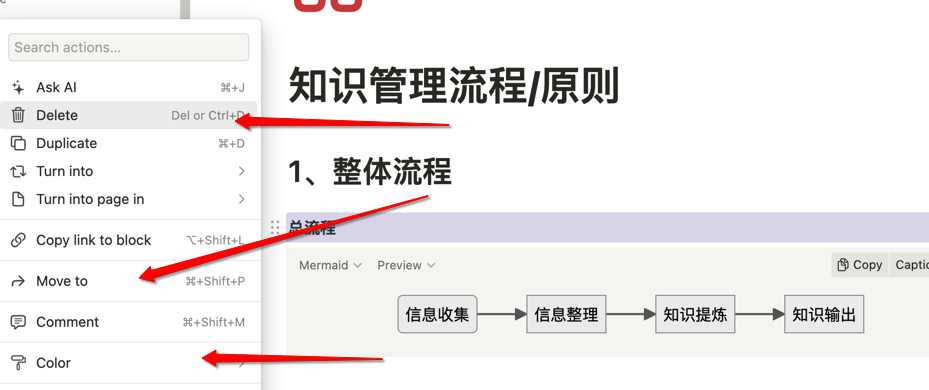 Search actions...
Ask AI ⌘+J
Delete Del or Ctrl+D
Duplicate ⌘+D
Turn into
Turn into page in
Copy link to block ⌥+Shift+L
Move to ⌘+Shift+P
Comment ⌘+Shift+M
Color
知识管理流程/原则
1、整体流程
总流程
Mermaid Preview Copy
信息收集 信息整理 知识提炼 知识输出